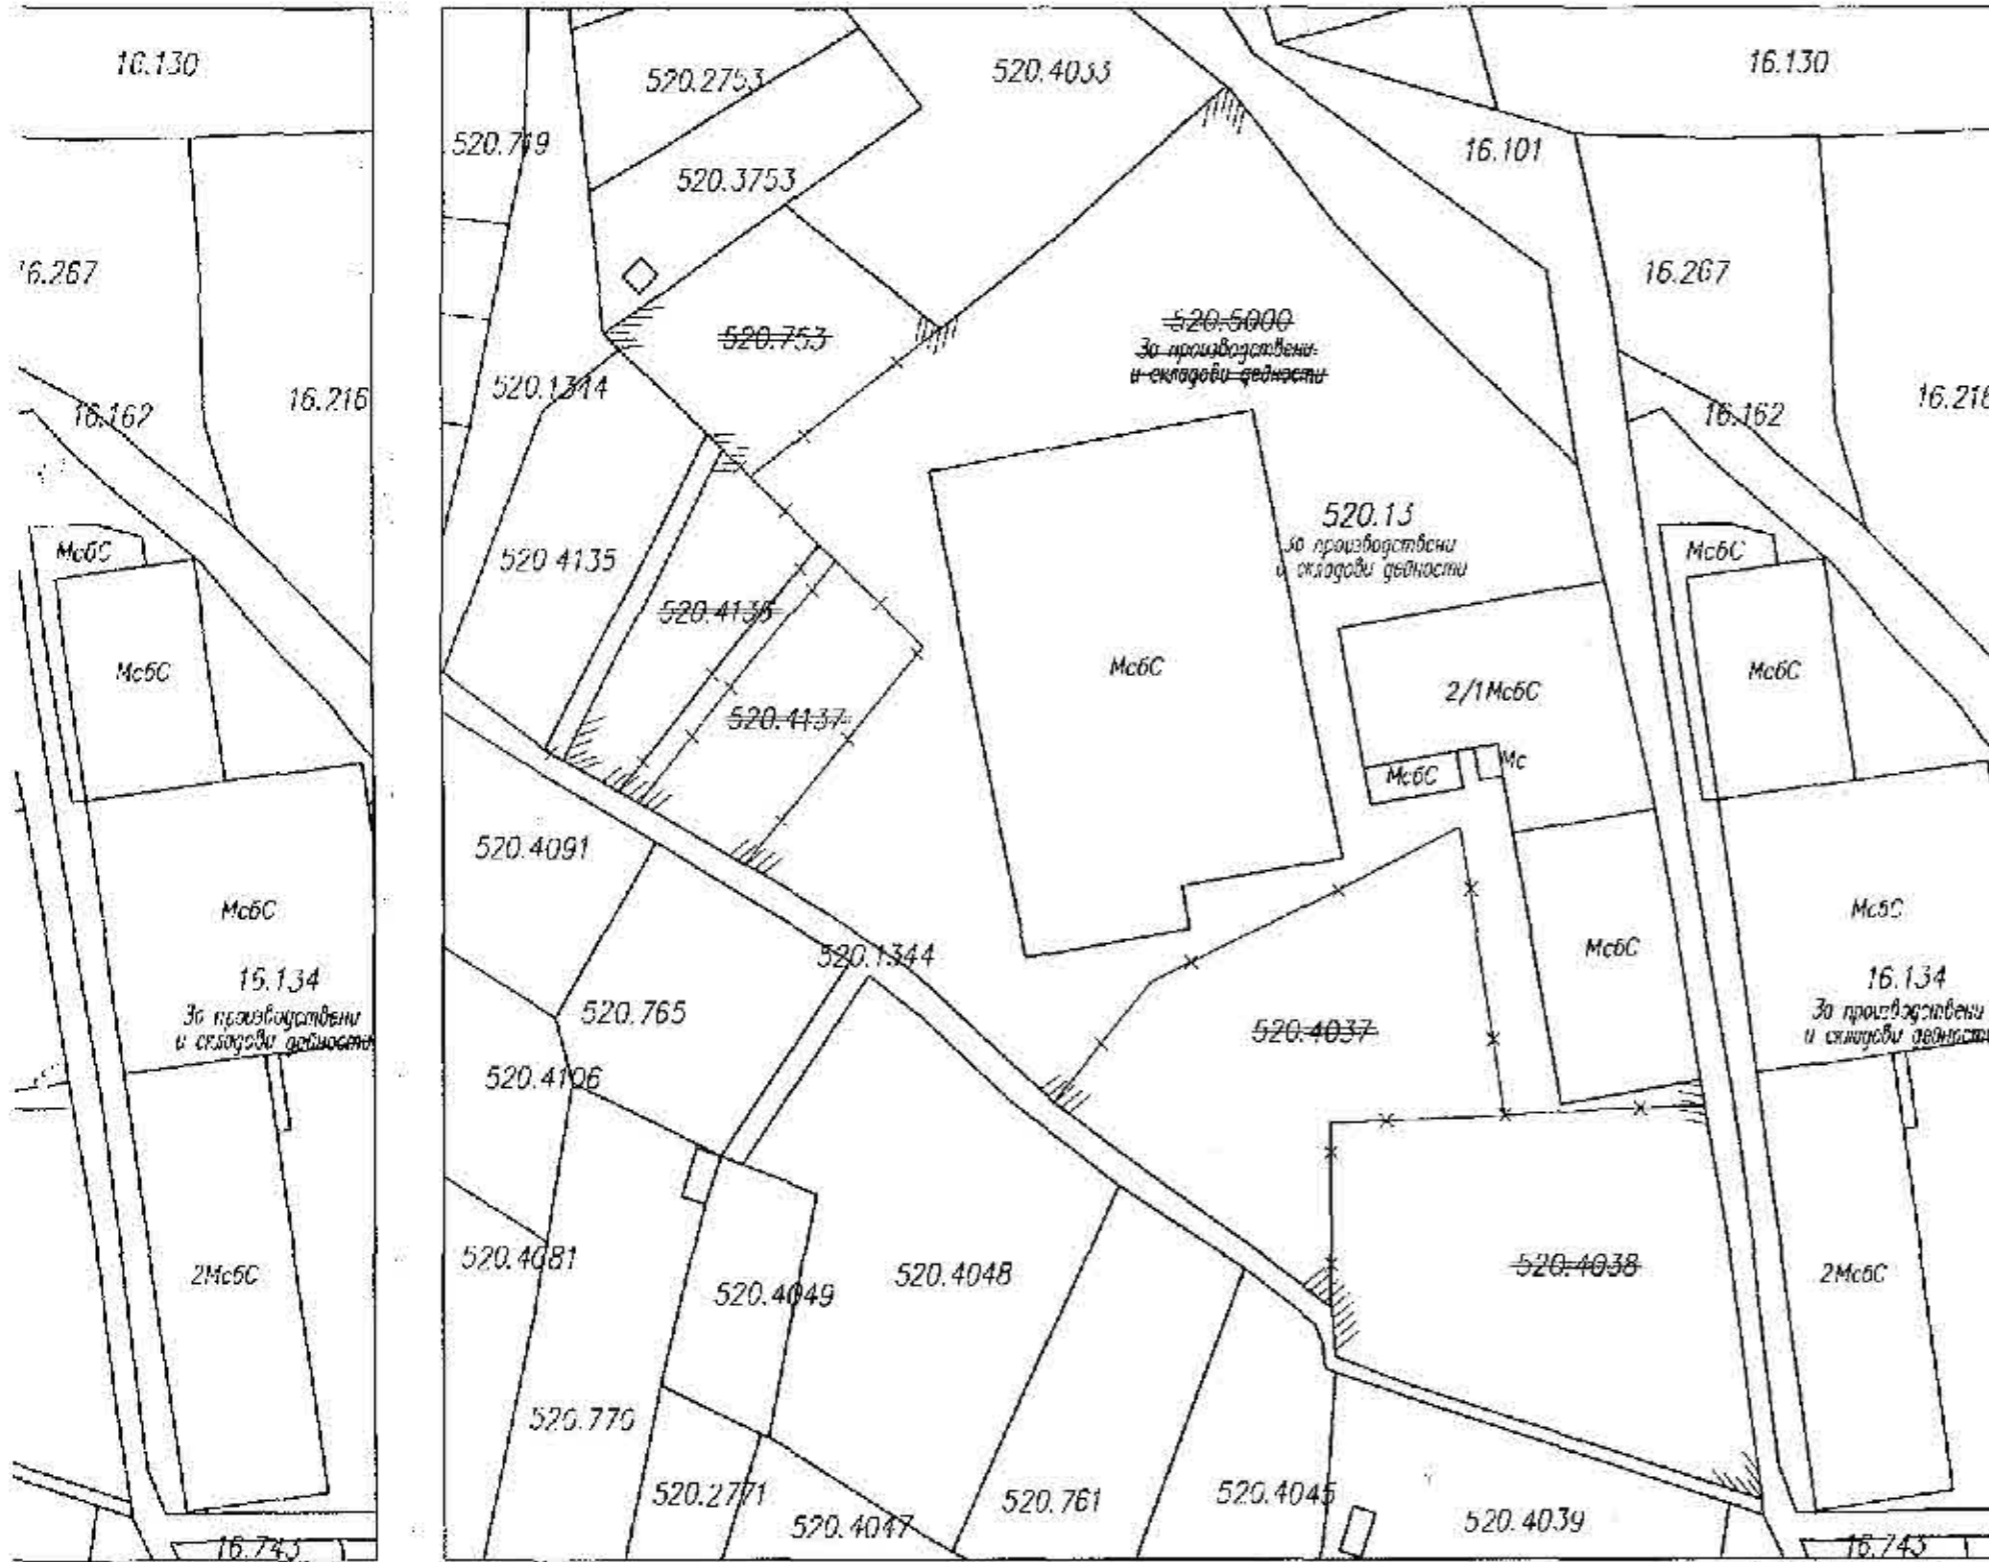 16.130
16.267
16.162
16.216
МсбС
МсбС
МсбС
16.134
За производствени
и складови дейности
2МсбС
16.743
520.2753
520.4033
16.130
520.719
520.3753
16.101
16.267
520.753
520.5000
За производствени
и складови дейности
520.1344
16.162
16.216
520.13
За производствени
и складови дейности
520.4135
МсбС
520.4136
МсбС
2/1МсбС
МсбС
520.4137
МсбС
Мс
520.4091
МсбС
520.1344
МсбС
16.134
За производствени
и складови дейности
520.765
520.4037
520.4106
520.4081
520.4049
520.4048
520.4038
2МсбС
520.770
520.2771
520.4047
520.761
520.4045
520.4039
16.743